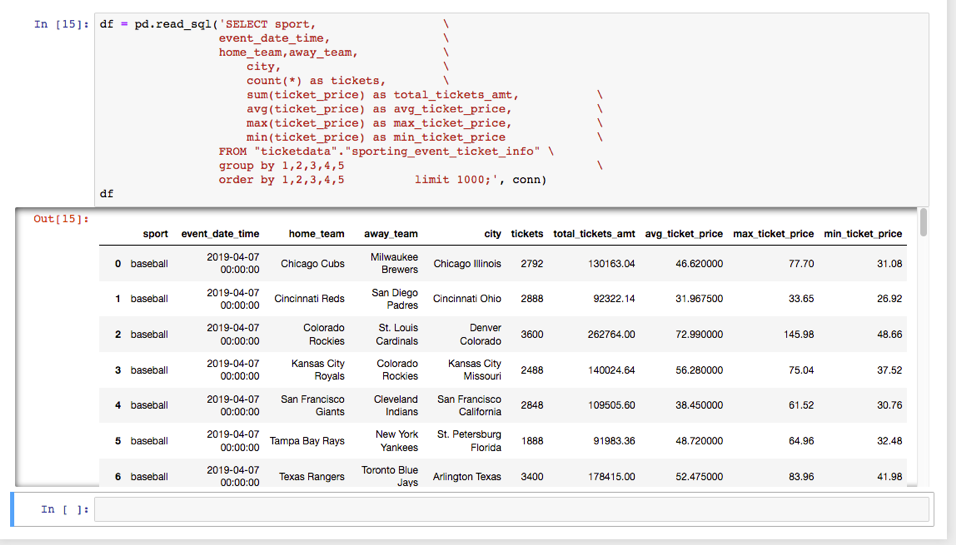 In [15]: df = pd.read_sql('SELECT sport, \
event_date_time, \
home_team,away_team, \
city, \
count(*) as tickets, \
sum(ticket_price) as total_tickets_amt, \
avg(ticket_price) as avg_ticket_price, \
max(ticket_price) as max_ticket_price, \
min(ticket_price) as min_ticket_price \
FROM "ticketdata"."sporting_event_ticket_info" \
group by 1,2,3,4,5 \
order by 1,2,3,4,5 limit 1000;', conn)
df
Out[15]:
sport event_date_time home_team away_team city tickets total_tickets_amt avg_ticket_price max_ticket_price min_ticket_price
0 baseball 2019-04-07 00:00:00 Chicago Cubs Milwaukee Brewers Chicago Illinois 2792 130163.04 46.620000 77.70 31.08
1 baseball 2019-04-07 00:00:00 Cincinnati Reds San Diego Padres Cincinnati Ohio 2888 92322.14 31.967500 33.65 26.92
2 baseball 2019-04-07 00:00:00 Colorado Rockies St. Louis Cardinals Denver Colorado 3600 262764.00 72.990000 145.98 48.66
3 baseball 2019-04-07 00:00:00 Kansas City Royals Colorado Rockies Kansas City Missouri 2488 140024.64 56.280000 75.04 37.52
4 baseball 2019-04-07 00:00:00 San Francisco Giants Cleveland Indians San Francisco California 2848 109505.60 38.450000 61.52 30.76
5 baseball 2019-04-07 00:00:00 Tampa Bay Rays New York Yankees St. Petersburg Florida 1888 91983.36 48.720000 64.96 32.48
6 baseball 2019-04-07 00:00:00 Texas Rangers Toronto Blue Jays Arlington Texas 3400 178415.00 52.475000 83.96 41.98
In [ ]: